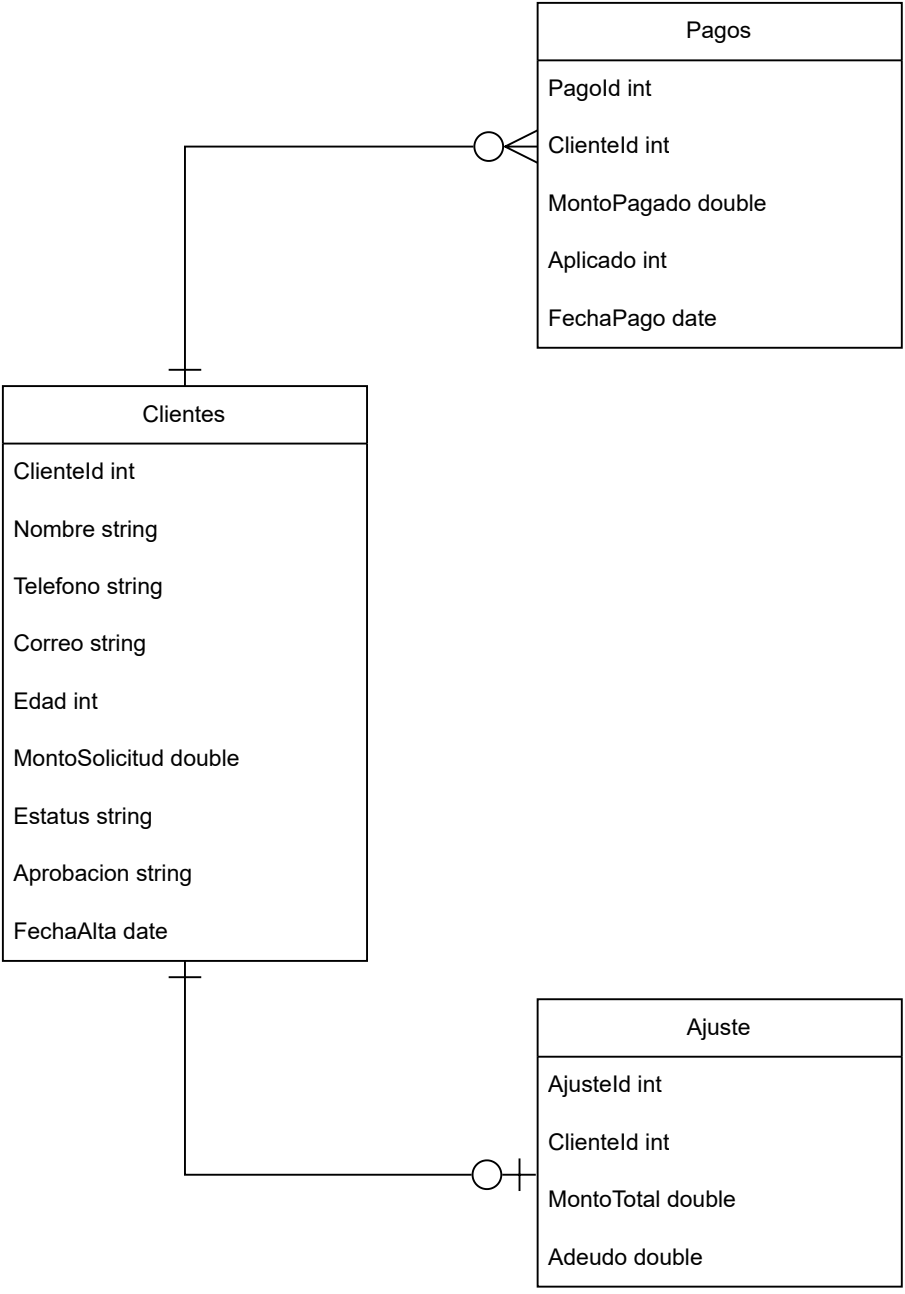 Pagos
PagoId int
ClienteId int
MontoPagado double
Aplicado int
FechaPago date
Clientes
ClienteId int
Nombre string
Telefono string
Correo string
Edad int
MontoSolicitud double
Estatus string
Aprobacion string
FechaAlta date
Ajuste
AjusteId int
ClienteId int
MontoTotal double
Adeudo double